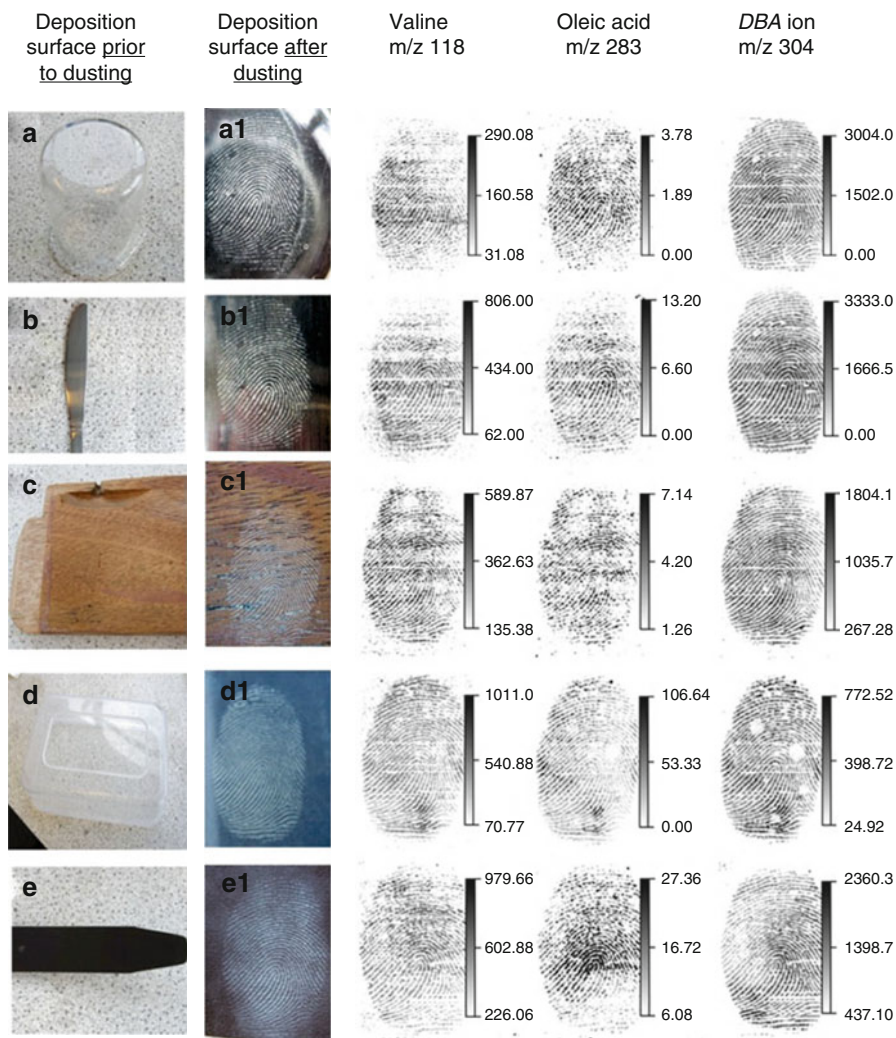 Deposition
surface prior
to dusting
Deposition
surface after
dusting
Valine
m/z 118
Oleic acid
m/z 283
DBA ion
m/z 304
a
a1
290.08
160.58
31.08
3.78
1.89
0.00
3004.0
1502.0
0.00
b
b1
806.00
434.00
62.00
13.20
6.60
0.00
3333.0
1666.5
0.00
c
c1
589.87
362.63
135.38
7.14
4.20
1.26
1804.1
1035.7
267.28
d
d1
1011.0
540.88
70.77
106.64
53.33
0.00
772.52
398.72
24.92
e
e1
979.66
602.88
226.06
27.36
16.72
6.08
2360.3
1398.7
437.10